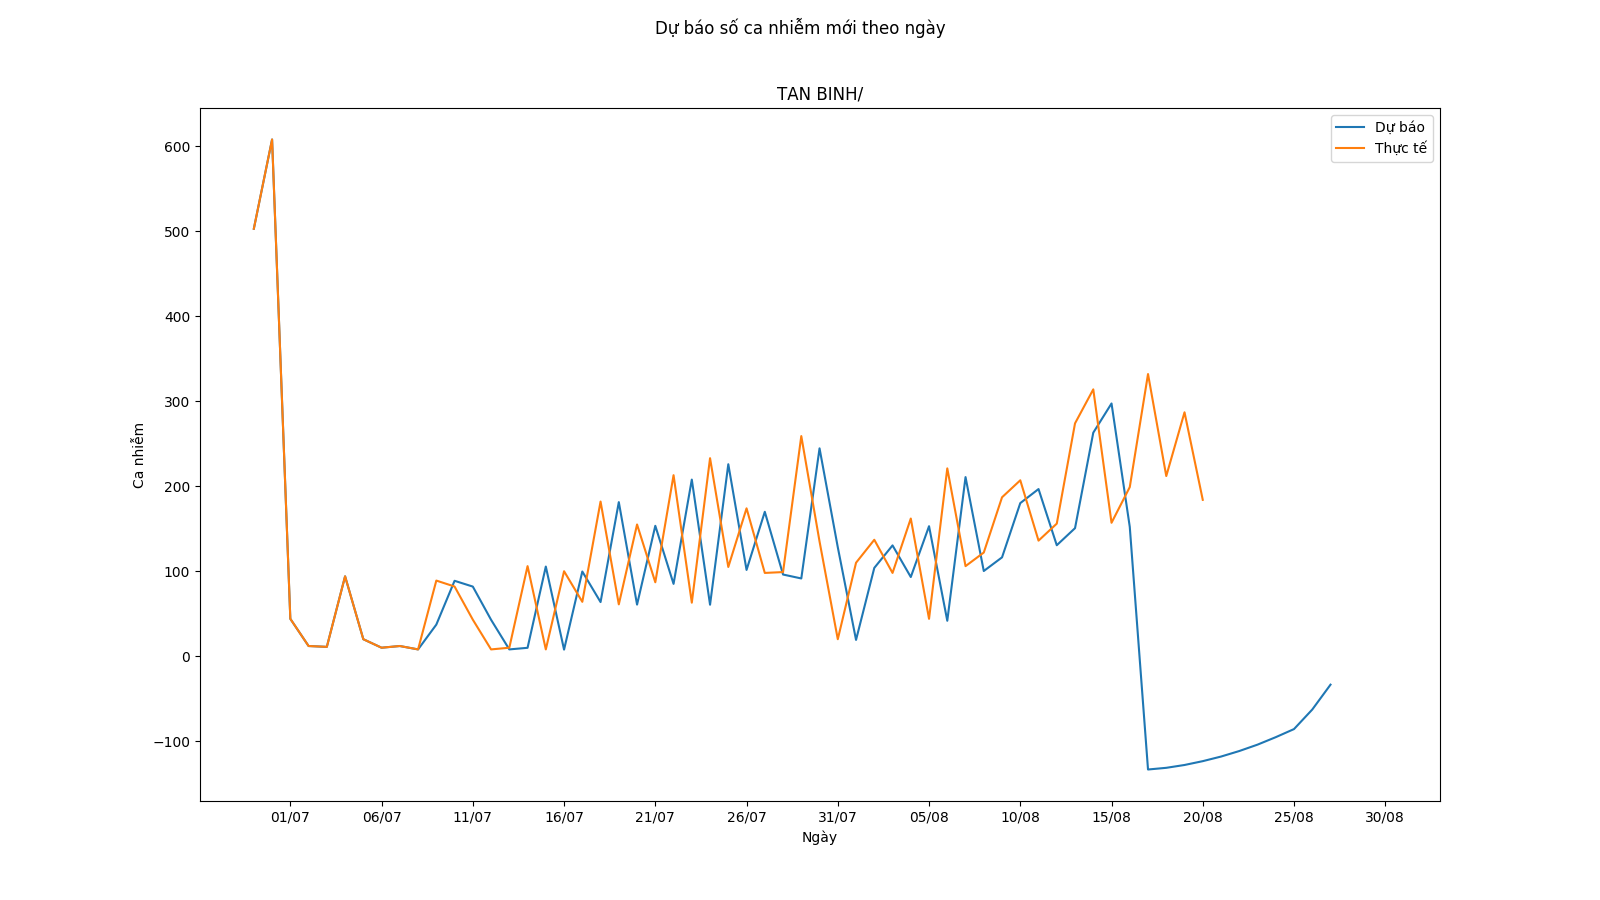 Dự báo số ca nhiễm mới theo ngày
TAN BINH/
Dự báo
Thực tế
600
500
400
300
200
100
0
−100
Ca nhiễm
01/07 06/07 11/07 16/07 21/07 26/07 31/07 05/08 10/08 15/08 20/08 25/08 30/08
Ngày